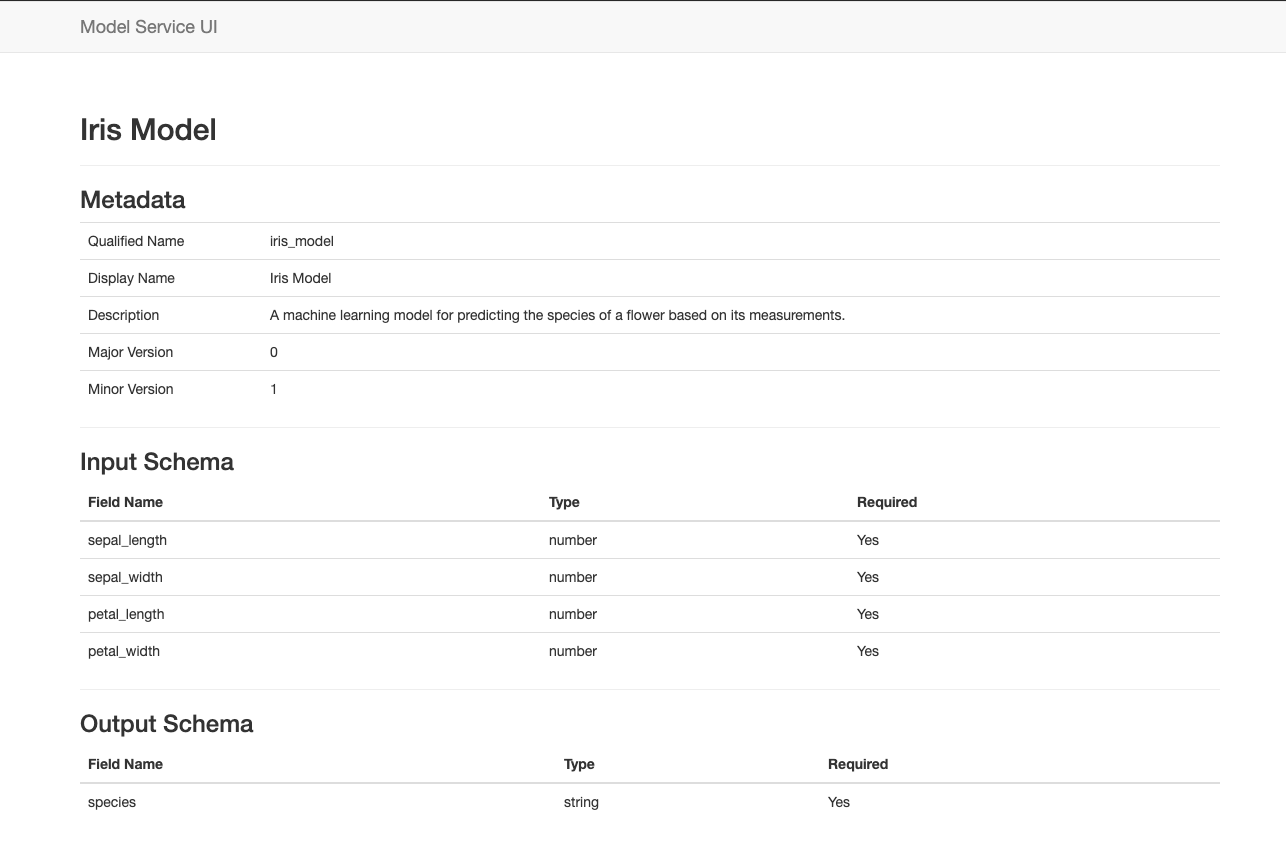 Model Service UI
Iris Model
Metadata
Qualified Name iris_model
Display Name Iris Model
Description A machine learning model for predicting the species of a flower based on its measurements.
Major Version 0
Minor Version 1
Input Schema
Field Name Type Required
sepal_length number Yes
sepal_width number Yes
petal_length number Yes
petal_width number Yes
Output Schema
Field Name Type Required
species string Yes